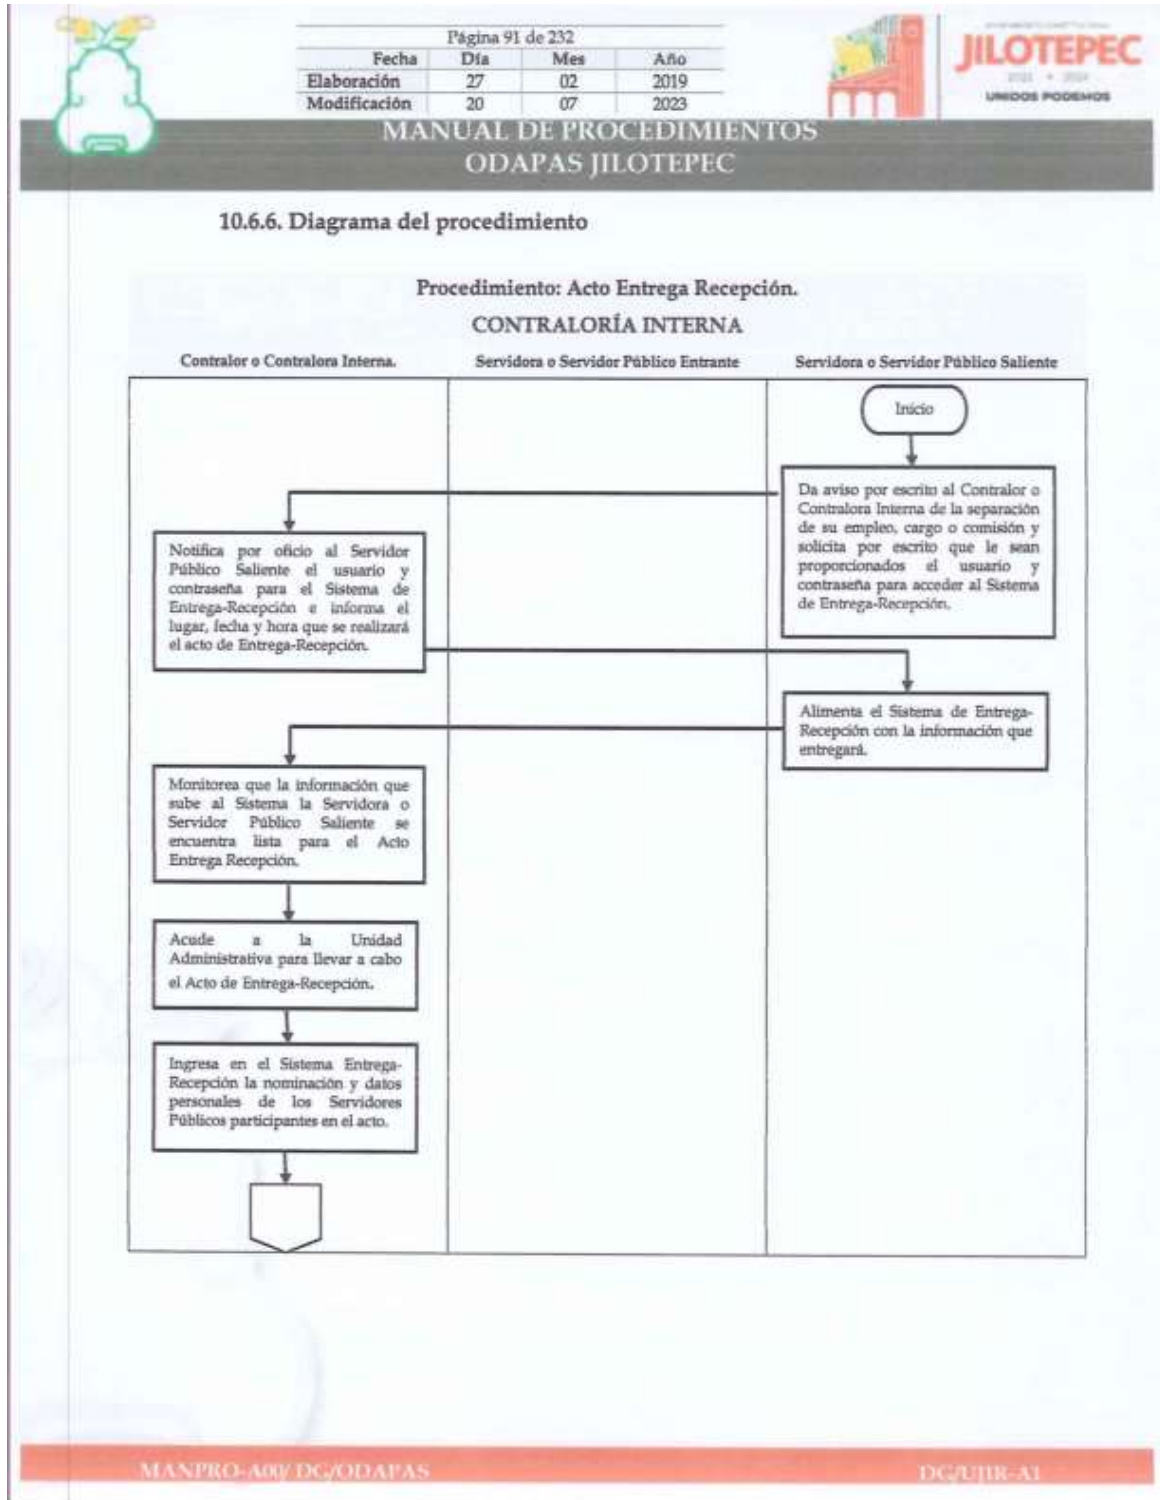 Página 91 de 232
Fecha Día Mes Año
Elaboración 27 02 2019
Modificación 20 07 2023
JILOTEPEC
UNIDOS PODEMOS
MANUAL DE PROCEDIMIENTOS
ODAPAS JILOTEPEC
10.6.6. Diagrama del procedimiento
Procedimiento: Acto Entrega Recepción.
CONTRALORÍA INTERNA
Contralor o Contralora Interna. Servidora o Servidor Público Entrante Servidora o Servidor Público Saliente
Inicio
Da aviso por escrito al Contralor o
Contralora Interna de la separación
de su empleo, cargo o comisión y
solicita por escrito que le sean
proporcionados el usuario y
contraseña para acceder al Sistema
de Entrega-Recepción.
Notifica por oficio al Servidor
Público Saliente el usuario y
contraseña para el Sistema de
Entrega-Recepción e informa el
lugar, fecha y hora que se realizará
el acto de Entrega-Recepción.
Alimenta el Sistema de Entrega-
Recepción con la información que
entregará.
Monitorea que la información que
sube al Sistema la Servidora o
Servidor Público Saliente se
encuentra lista para el Acto
Entrega Recepción.
Acude a la Unidad
Administrativa para llevar a cabo
el Acto de Entrega-Recepción.
Ingresa en el Sistema Entrega-
Recepción la nominación y datos
personales de los Servidores
Públicos participantes en el acto.
MANPRO-A00/ DG/ODAPAS
DG/UJIR-A1